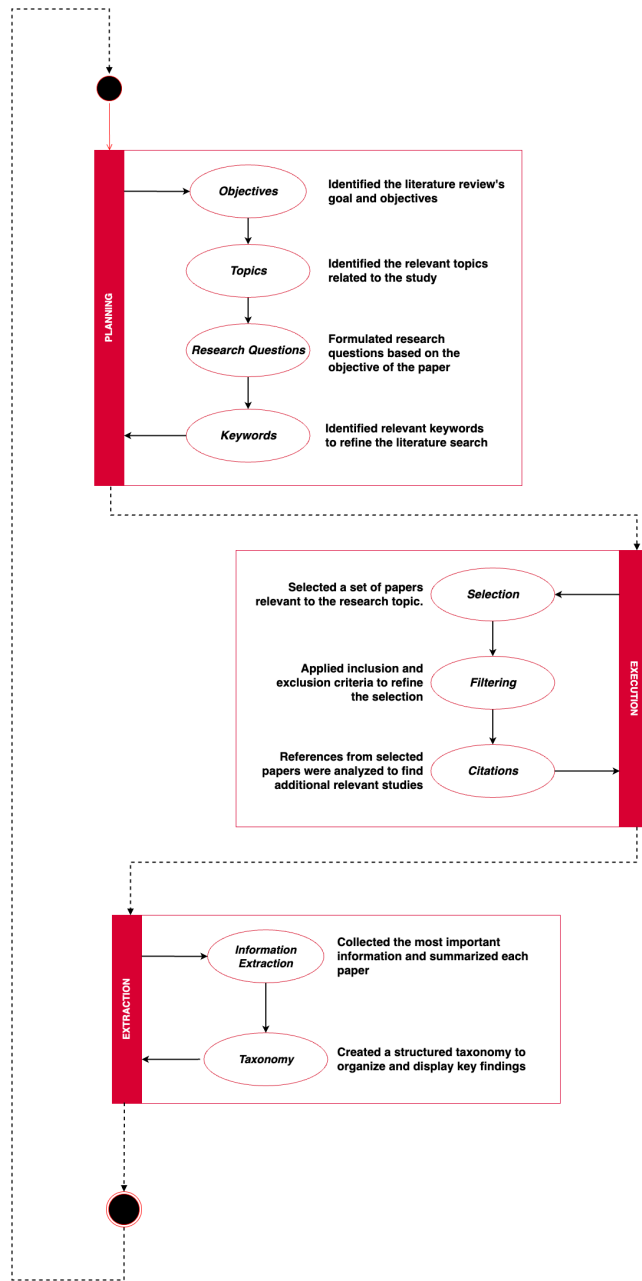 PLANNING
Objectives
Identified the literature review's
goal and objectives
Topics
Identified the relevant topics
related to the study
Research Questions
Formulated research
questions based on the
objective of the paper
Keywords
Identified relevant keywords
to refine the literature search
EXECUTION
Selected a set of papers
relevant to the research topic.
Selection
Applied inclusion and
exclusion criteria to refine
the selection
Filtering
References from selected
papers were analyzed to find
additional relevant studies
Citations
EXTRACTION
Information
Extraction
Collected the most important
information and summarized each
paper
Taxonomy
Created a structured taxonomy to
organize and display key findings